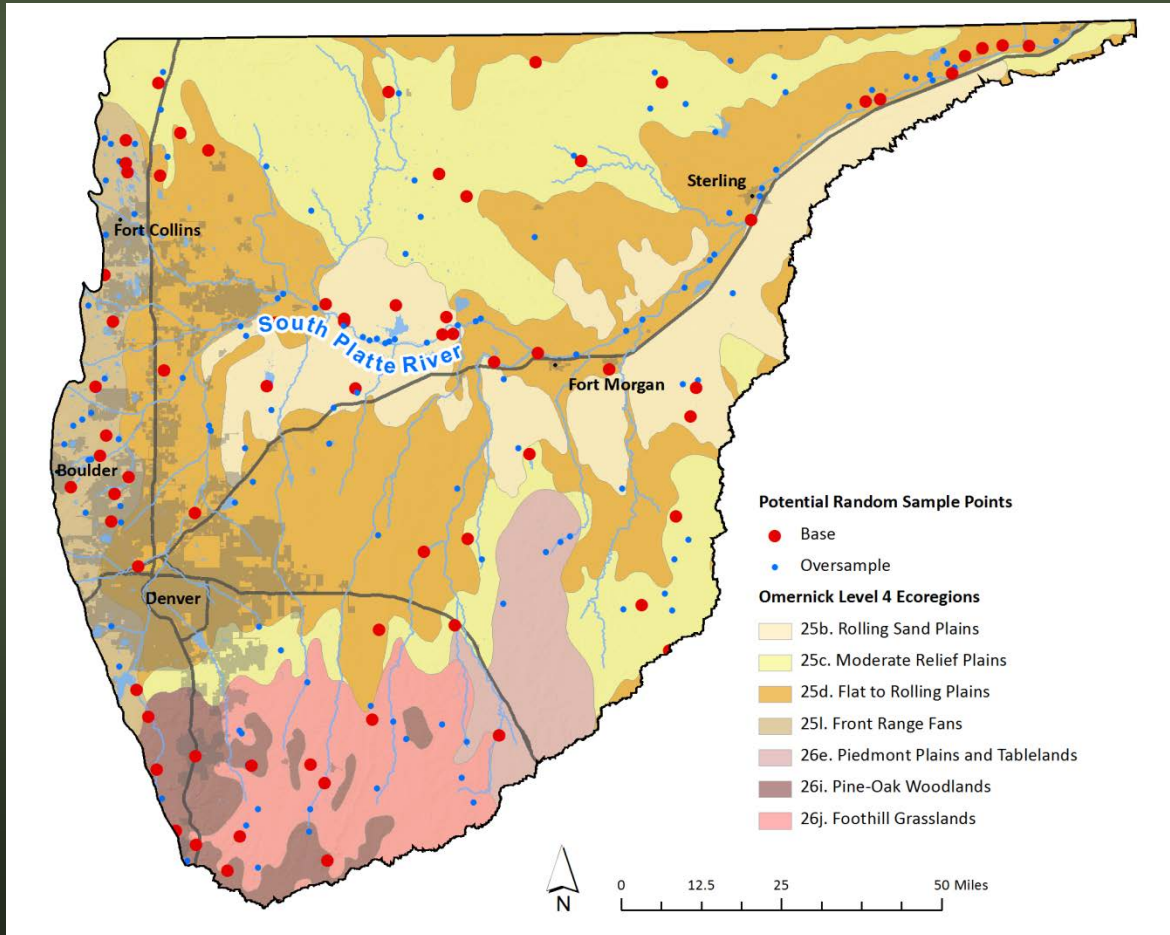 Sterling
Fort Collins
South Platte River
Fort Morgan
Boulder
Denver
Potential Random Sample Points
Base
Oversample
Omernick Level 4 Ecoregions
25b. Rolling Sand Plains
25c. Moderate Relief Plains
25d. Flat to Rolling Plains
25l. Front Range Fans
26e. Piedmont Plains and Tablelands
26i. Pine-Oak Woodlands
26j. Foothill Grasslands
N
0 12.5 25 50 Miles